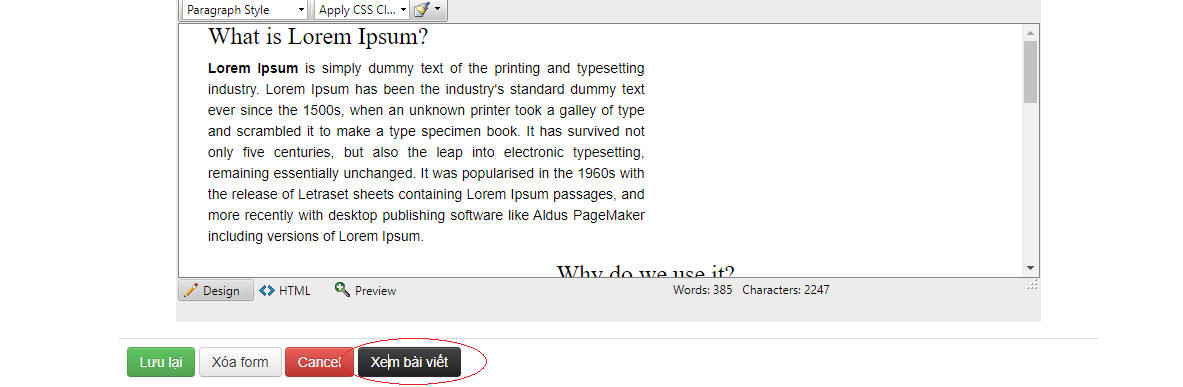 Paragraph Style Apply CSS Cl...
What is Lorem Ipsum?
Lorem Ipsum is simply dummy text of the printing and typesetting
industry. Lorem Ipsum has been the industry's standard dummy text
ever since the 1500s, when an unknown printer took a galley of type
and scrambled it to make a type specimen book. It has survived not
only five centuries, but also the leap into electronic typesetting,
remaining essentially unchanged. It was popularised in the 1960s with
the release of Letraset sheets containing Lorem Ipsum passages, and
more recently with desktop publishing software like Aldus PageMaker
including versions of Lorem Ipsum.
Why do we use it?
Design HTML Preview Words: 385 Characters: 2247
Lưu lại Xóa form Cancel Xem bài viết